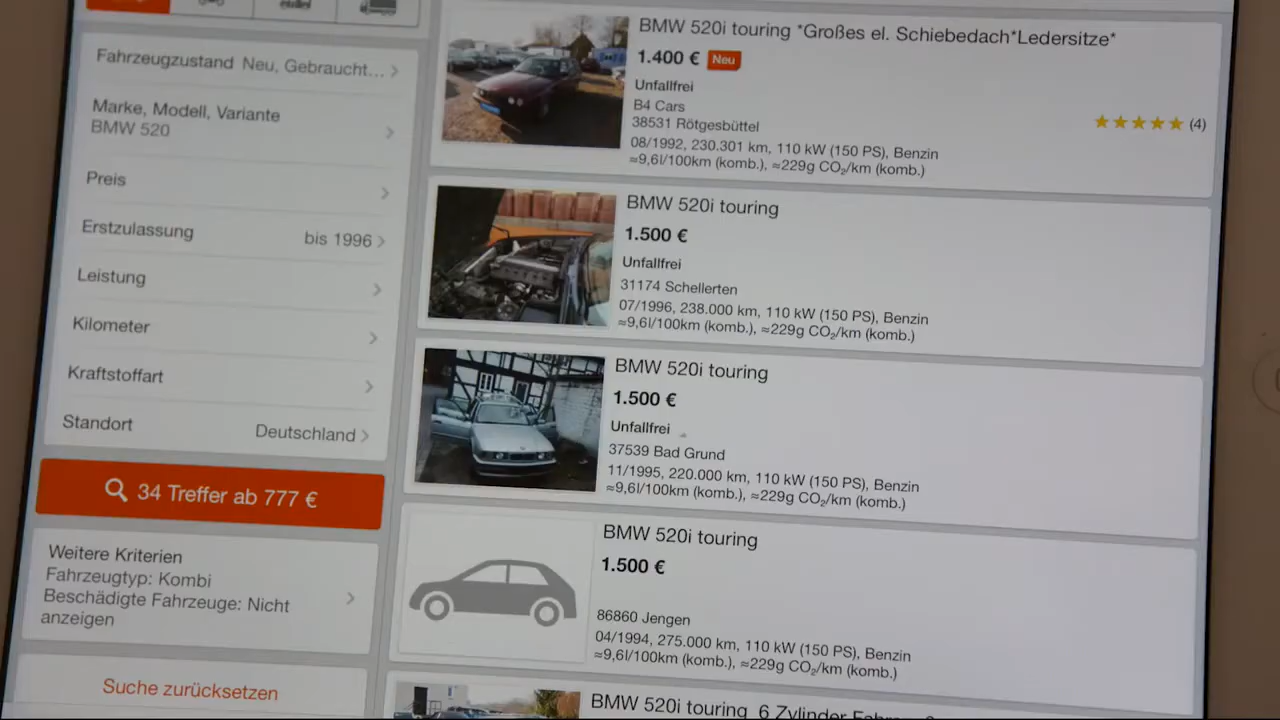 Fahrzeugzustand Neu, Gebraucht...
Marke, Modell, Variante
BMW 520
Preis
Erstzulassung bis 1996
Leistung
Kilometer
Kraftstoffart
Standort Deutschland
34 Treffer ab 777 €
Weitere Kriterien
Fahrzeugtyp: Kombi
Beschädigte Fahrzeuge: Nicht
anzeigen
Suche zurücksetzen
BMW 520i touring *Großes el. Schiebedach*Ledersitze*
1.400 € Neu
Unfallfrei
B4 Cars
38531 Rötgesbüttel
(4)
08/1992, 230.301 km, 110 kW (150 PS), Benzin
≈9,6l/100km (komb.), ≈229g CO₂/km (komb.)
BMW 520i touring
1.500 €
Unfallfrei
31174 Schellerten
07/1996, 238.000 km, 110 kW (150 PS), Benzin
≈9,6l/100km (komb.), ≈229g CO₂/km (komb.)
BMW 520i touring
1.500 €
Unfallfrei
37539 Bad Grund
11/1995, 220.000 km, 110 kW (150 PS), Benzin
≈9,6l/100km (komb.), ≈229g CO₂/km (komb.)
BMW 520i touring
1.500 €
86860 Jengen
04/1994, 275.000 km, 110 kW (150 PS), Benzin
≈9,6l/100km (komb.), ≈229g CO₂/km (komb.)
BMW 520i touring 6 Zylinder